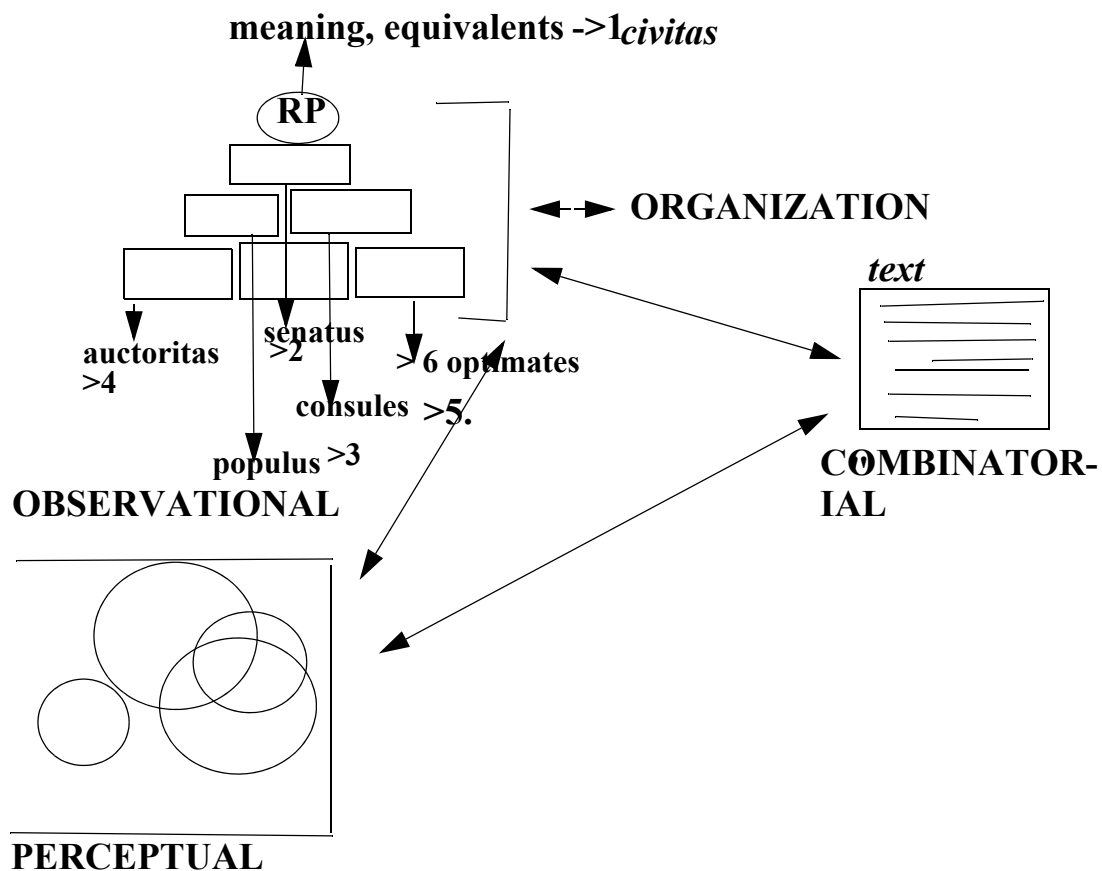 meaning, equivalents ->1civitas
RP
ORGANIZATION
text
senatus
>2
auctoritas
>4
> 6 optimates
consules >5.
populus >3
OBSERVATIONAL
COMBINATOR-
IAL
PERCEPTUAL